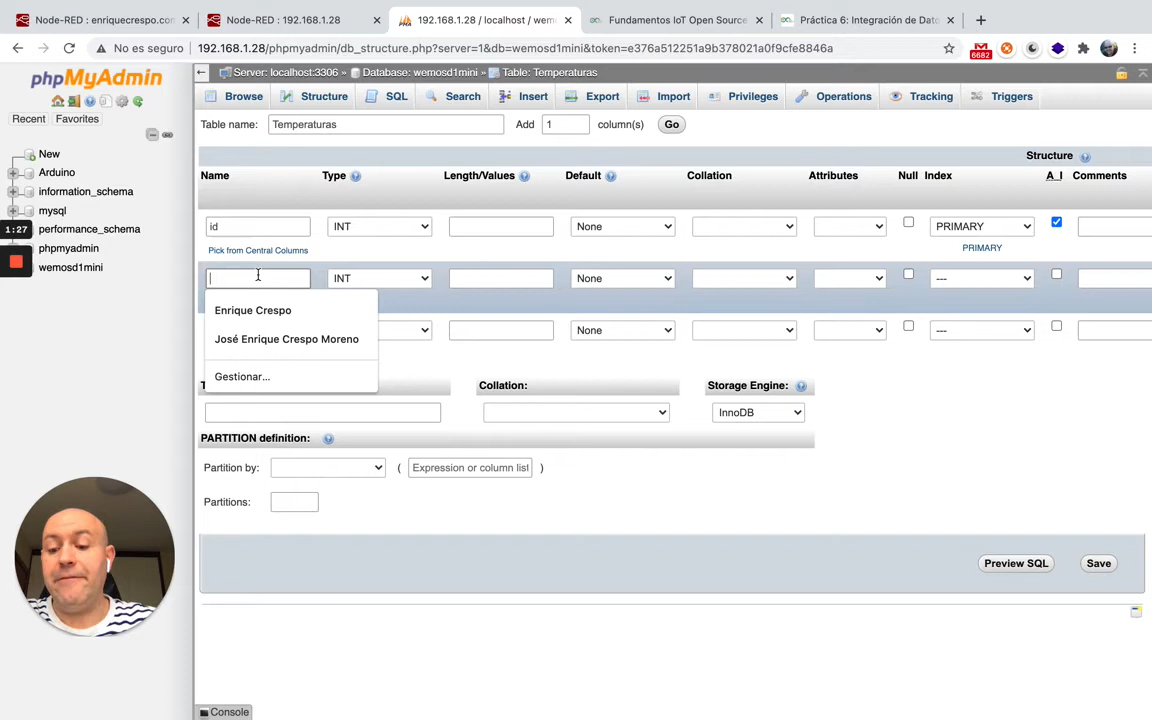 Node-RED : enriquecrespo.con
Node-RED : 192.168.1.28
192.168.1.28 / localhost / wemo
Fundamentos IoT Open Source
Práctica 6: Integración de Dato
No es seguro
192.168.1.28/phpmyadmin/db_structure.php?server=1&db=wemosd1mini&token=e376a512251a9b378021a0f9cfe8846a
6682
phpMyAdmin
Server: localhost:3306 » Database: wemosd1mini » Table: Temperaturas
Browse Structure SQL Search Insert Export Import Privileges Operations Tracking Triggers
Recent Favorites
Table name: Temperaturas Add 1 column(s) Go
New
Arduino
information_schema
mysql
performance_schema
phpmyadmin
wemosd1mini
1:27
Structure
Name Type Length/Values Default Collation Attributes Null Index A_I Comments
id INT None PRIMARY
Pick from Central Columns PRIMARY
INT None ---
Enrique Crespo
José Enrique Crespo Moreno
Gestionar...
None ---
Collation: Storage Engine:
InnoDB
PARTITION definition:
Partition by: ( Expression or column list )
Partitions:
Preview SQL Save
Console